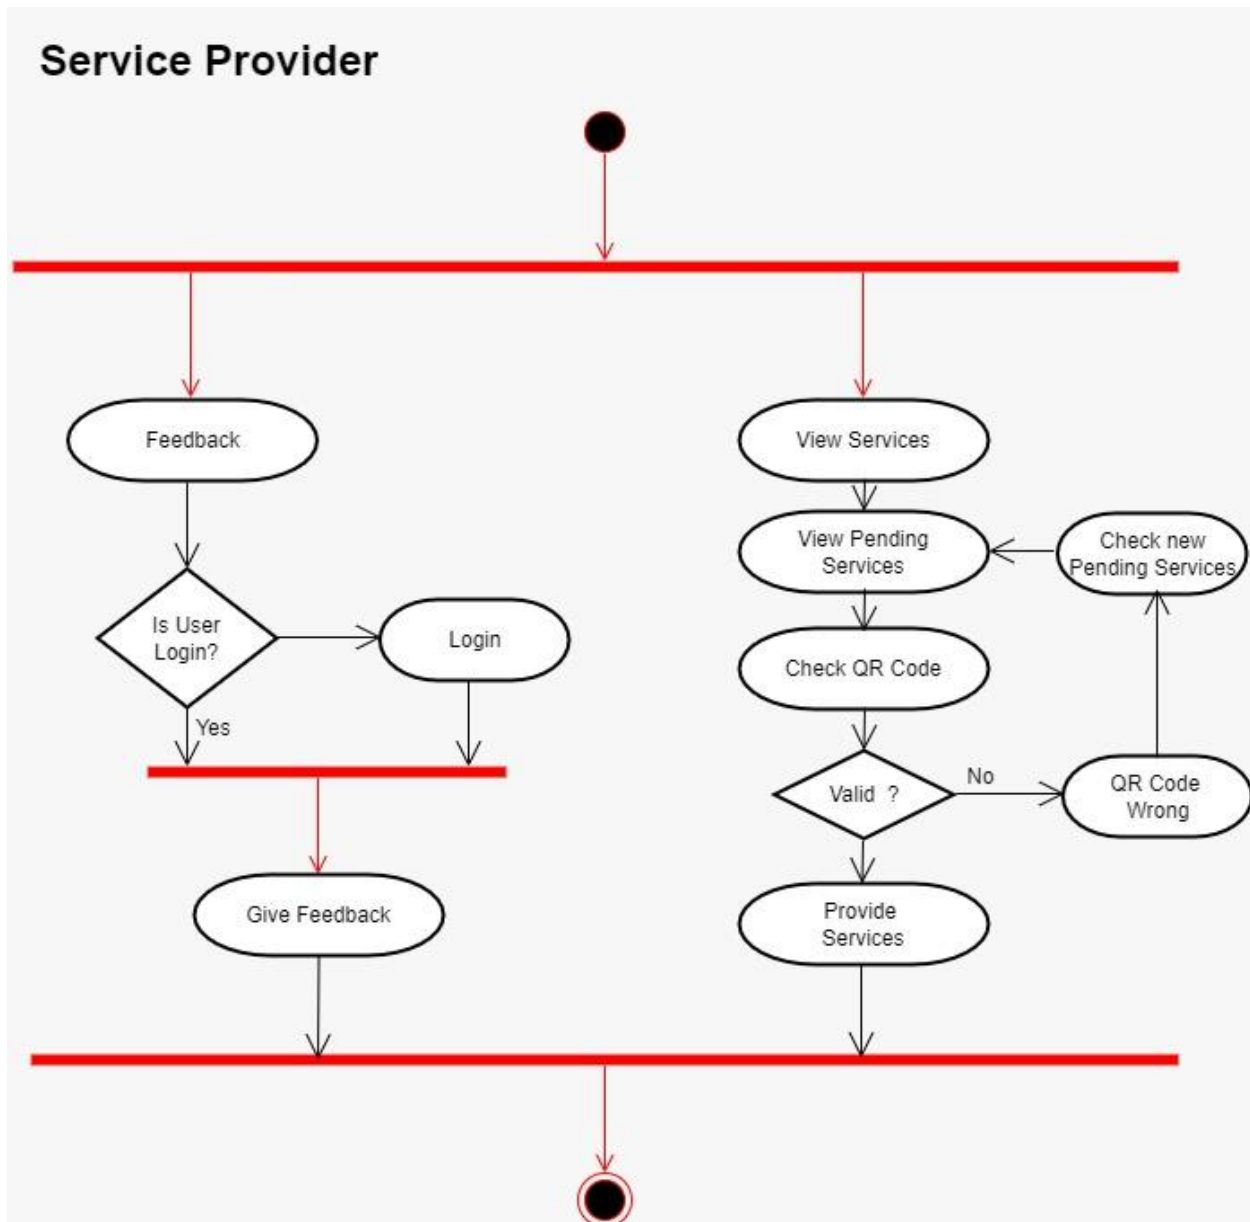 Service Provider
Feedback
View Services
View Pending
Services
Check new
Pending Services
Is User
Login?
Login
Check QR Code
Yes
Valid ?
No
QR Code
Wrong
Give Feedback
Provide
Services